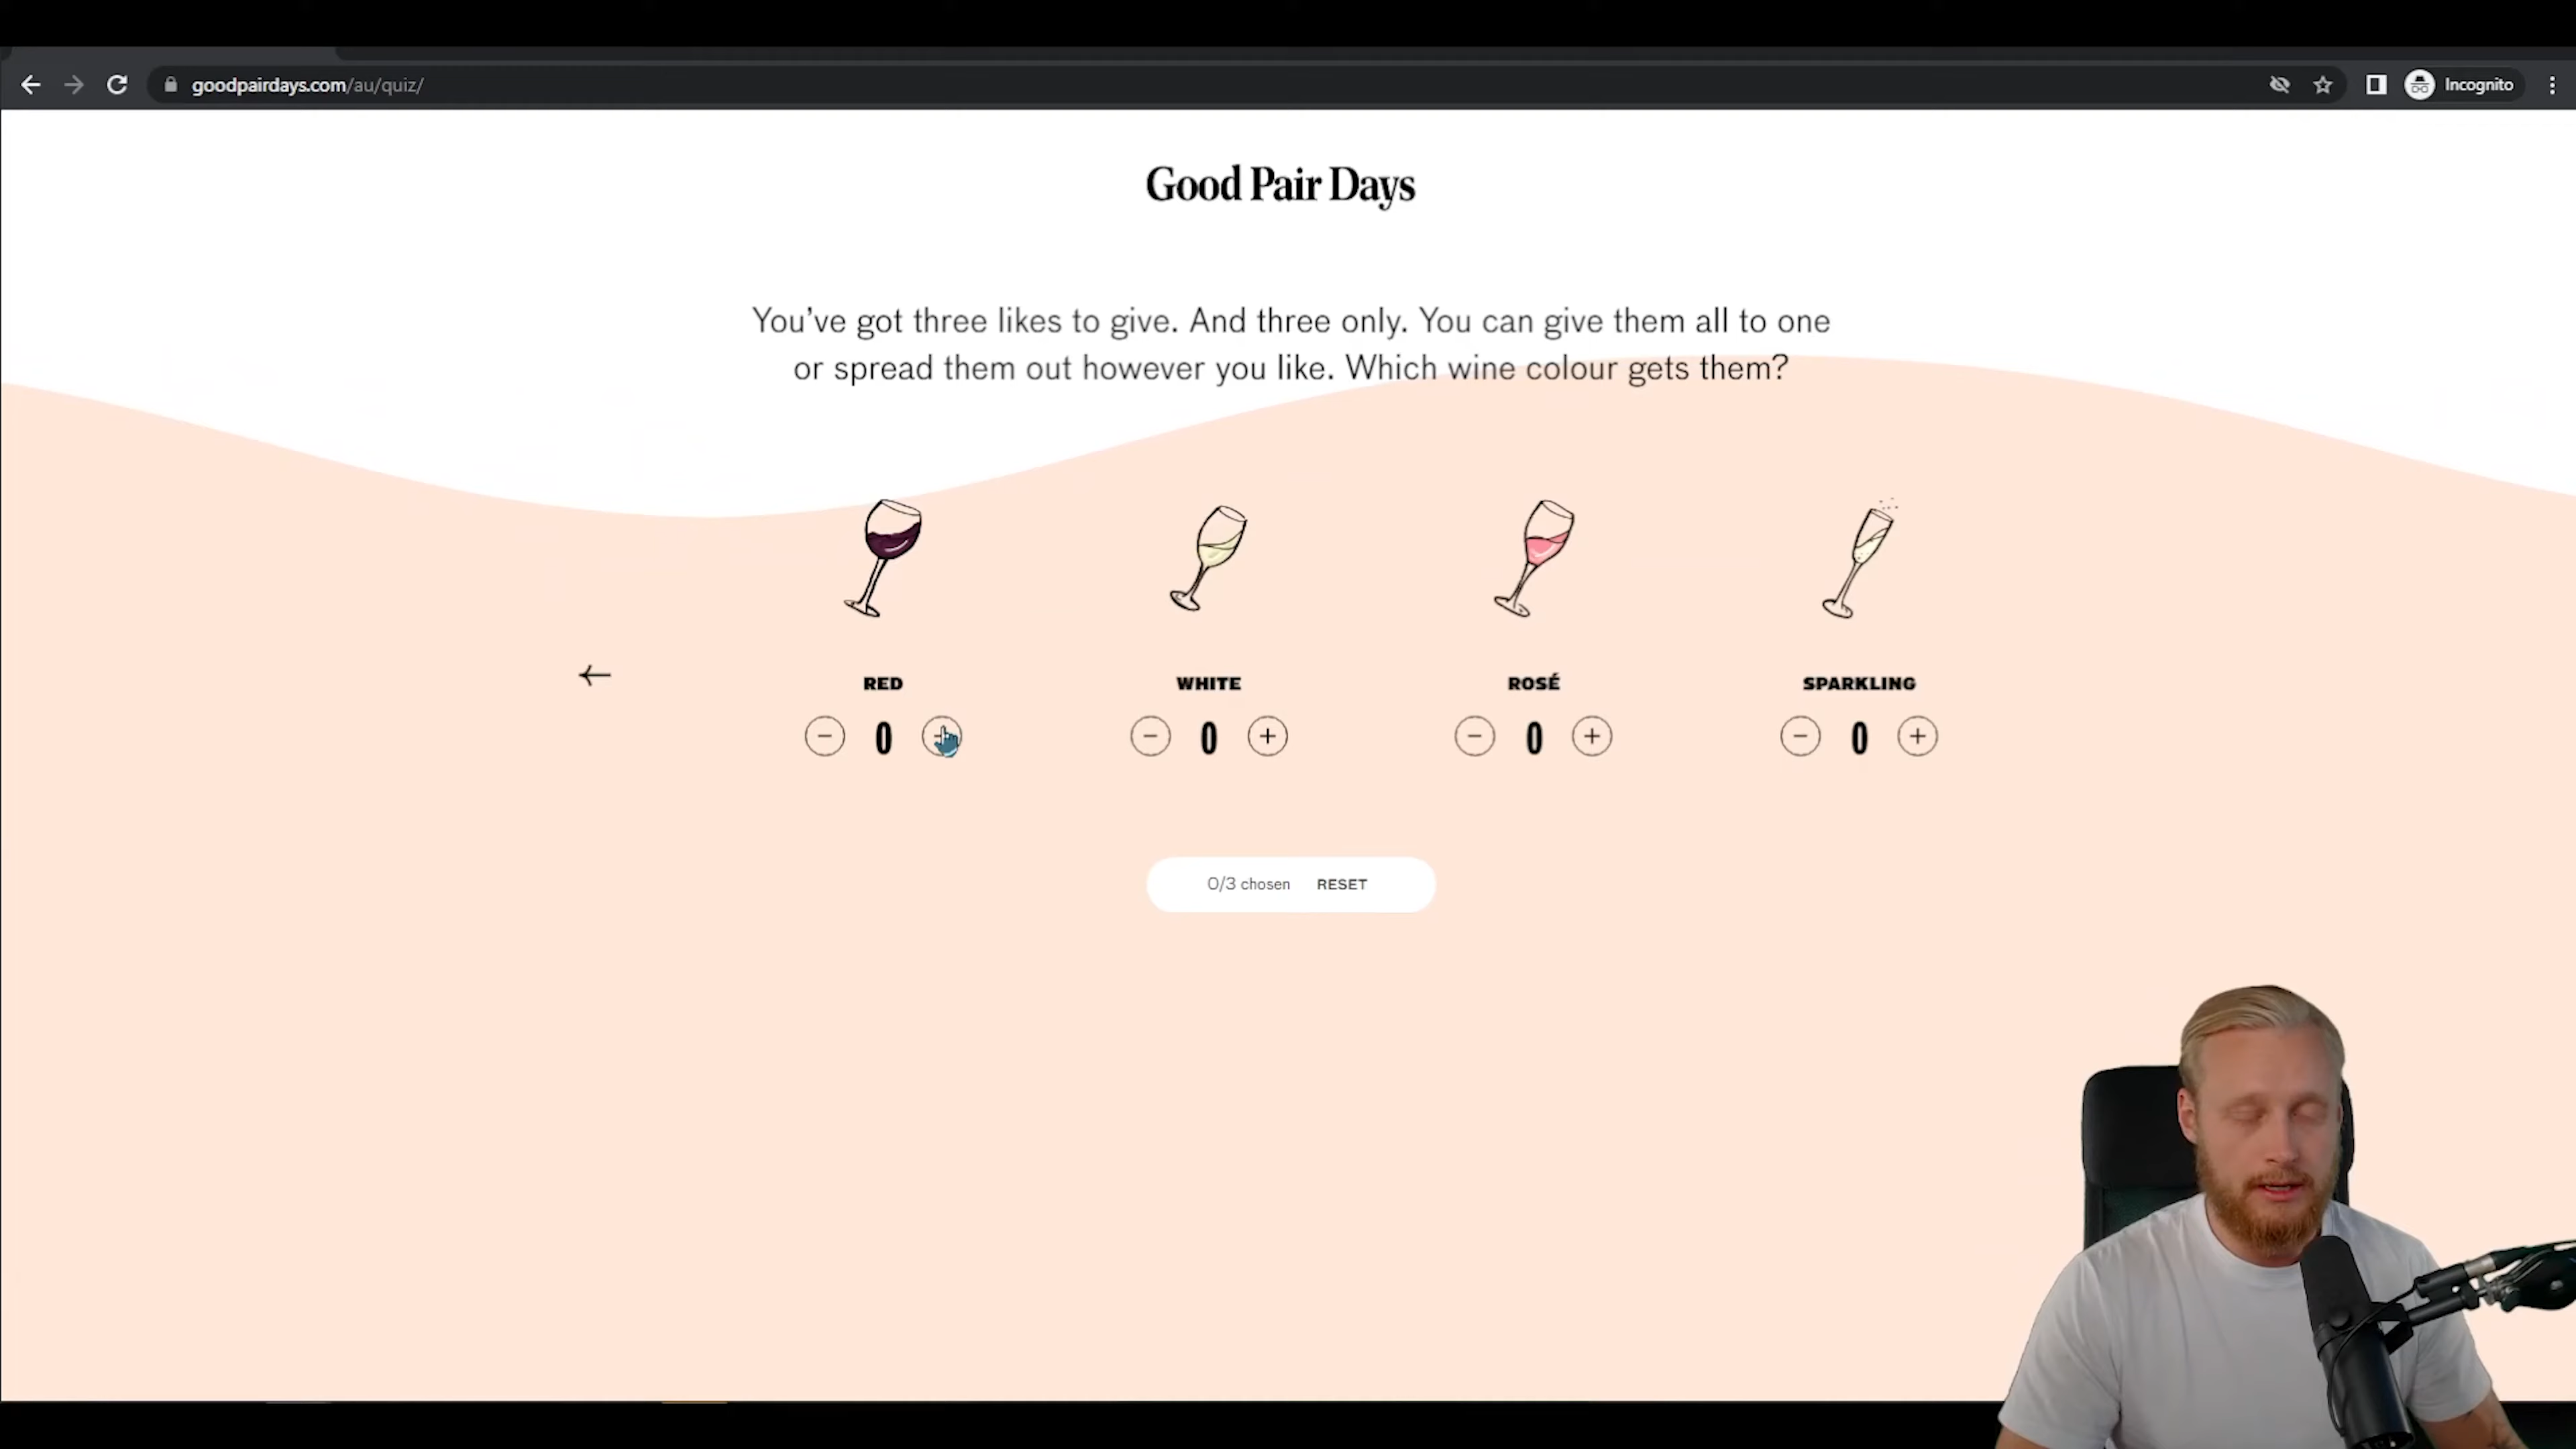 goodpairdays.com/au/quiz/
Incognito
Good Pair Days
You've got three likes to give. And three only. You can give them all to one
or spread them out however you like. Which wine colour gets them?
RED
WHITE
ROSÉ
SPARKLING
− 0 +
− 0 +
− 0 +
− 0 +
0/3 chosen RESET